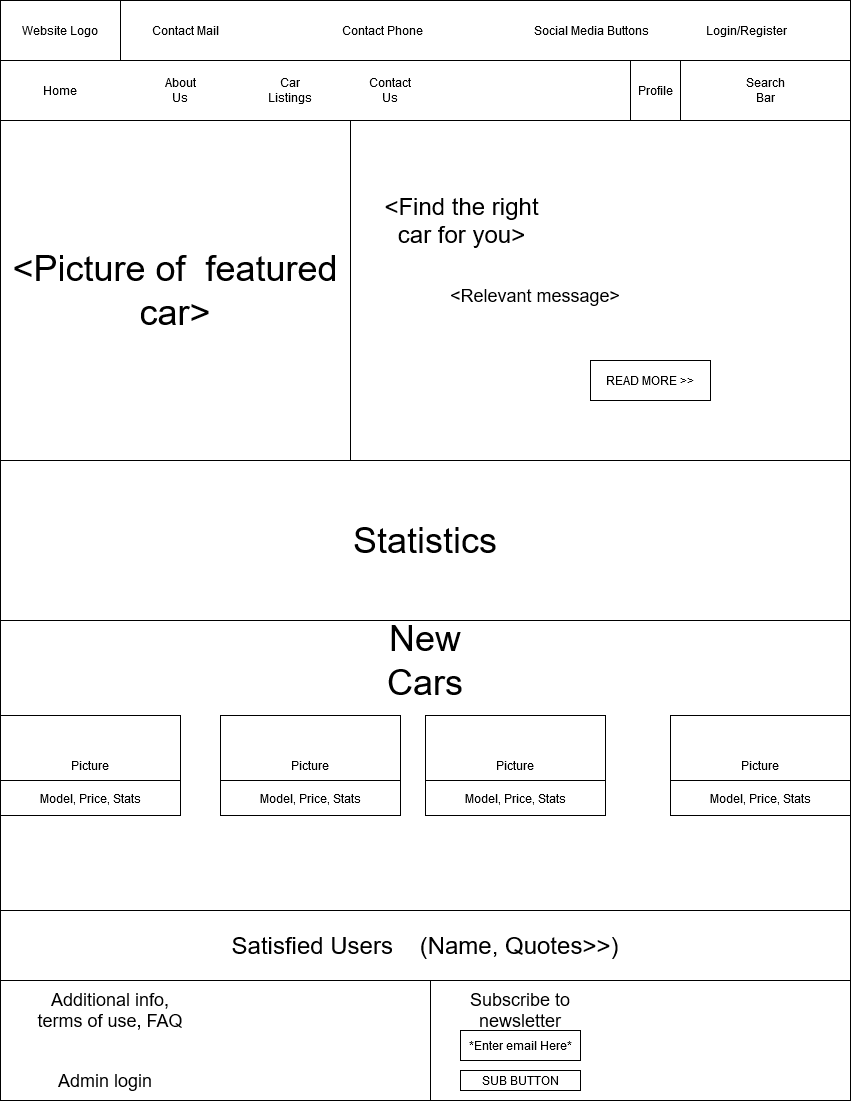 Website Logo
Contact Mail
Contact Phone
Social Media Buttons
Login/Register
Home
About
Us
Car
Listings
Contact
Us
Profile
Search
Bar
<Picture of  featured
car>
<Find the right
car for you>
<Relevant message>
READ MORE >>
Statistics
New
Cars
Picture
Model, Price, Stats
Picture
Model, Price, Stats
Picture
Model, Price, Stats
Picture
Model, Price, Stats
Satisfied Users    (Name, Quotes>>)
Additional info,
terms of use, FAQ
Admin login
Subscribe to
newsletter
*Enter email Here*
SUB BUTTON